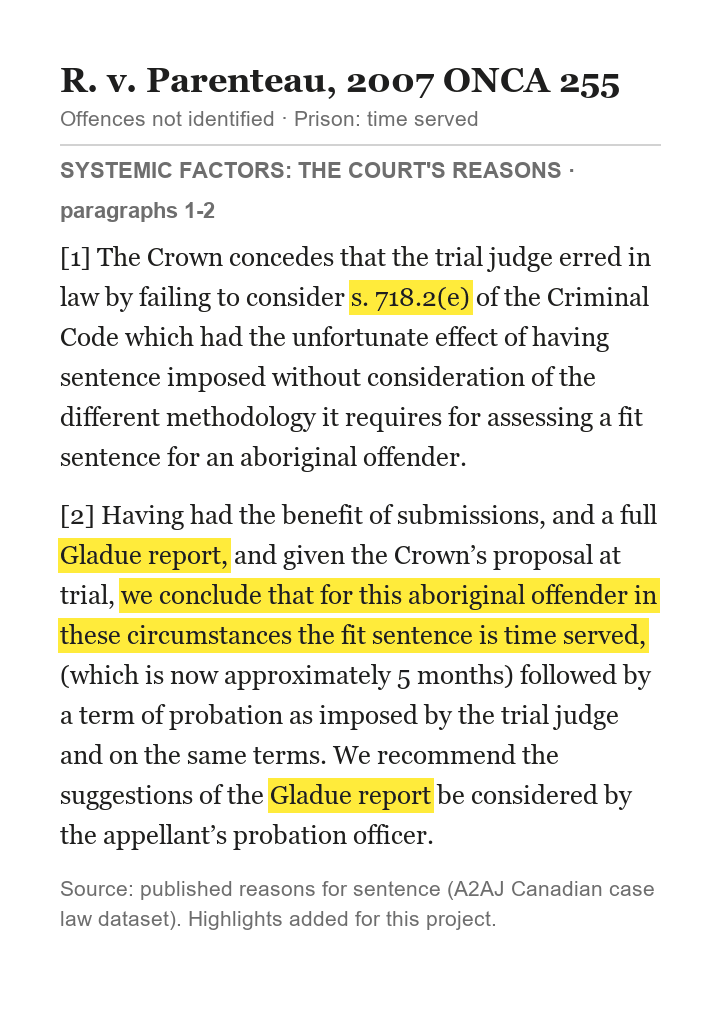 R. v. Parenteau, 2007 ONCA 255
Offences not identified · Prison: time served
SYSTEMIC FACTORS: THE COURT'S REASONS ·
paragraphs 1-2
[1] The Crown concedes that the trial judge erred in
law by failing to consider s. 718.2(e) of the Criminal
Code which had the unfortunate effect of having
sentence imposed without consideration of the
different methodology it requires for assessing a fit
sentence for an aboriginal offender.
[2] Having had the benefit of submissions, and a full
Gladue report, and given the Crown’s proposal at
trial, we conclude that for this aboriginal offender in
these circumstances the fit sentence is time served,
(which is now approximately 5 months) followed by
a term of probation as imposed by the trial judge
and on the same terms. We recommend the
suggestions of the Gladue report be considered by
the appellant’s probation officer.
Source: published reasons for sentence (A2AJ Canadian case
law dataset). Highlights added for this project.